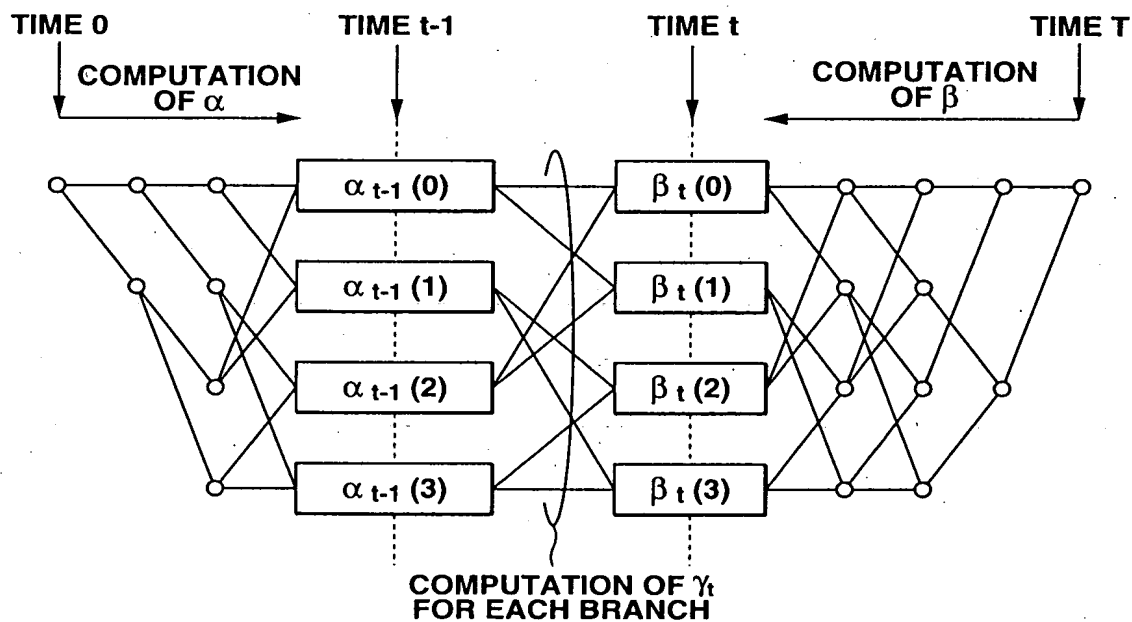 TIME 0
TIME t-1
TIME t
TIME T
COMPUTATION
OF α
COMPUTATION
OF β
α t-1 (0)
β t (0)
α t-1 (1)
β t (1)
α t-1 (2)
β t (2)
α t-1 (3)
β t (3)
COMPUTATION OF γt
FOR EACH BRANCH